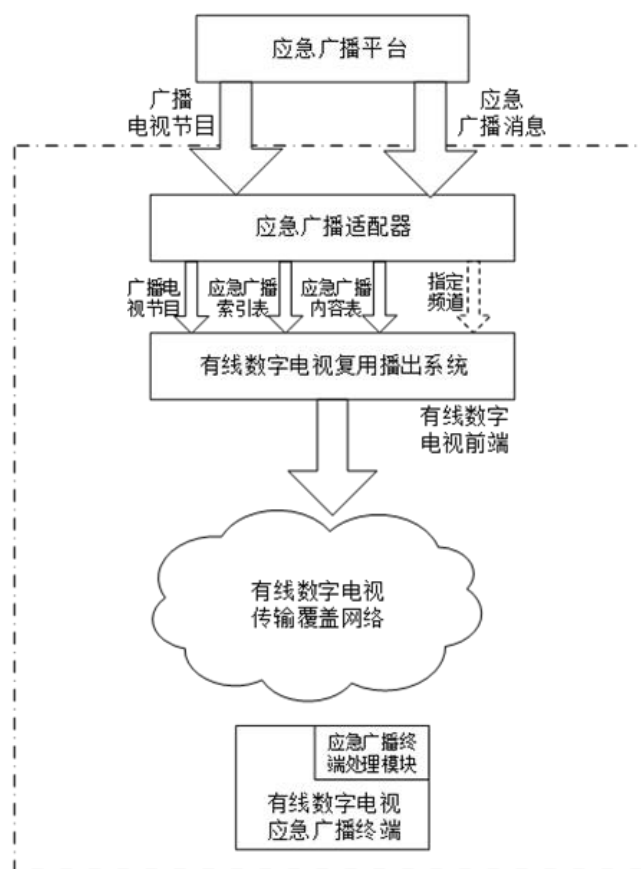 应急广播平台
广播
电视节目
应急
广播消息
应急广播适配器
广播电
视节目
应急广播
索引表
应急广播
内容表
指定
频道
有线数字电视复用播出系统
有线数字
电视前端
有线数字电视
传输覆盖网络
应急广播终
端处理模块
有线数字电视
应急广播终端